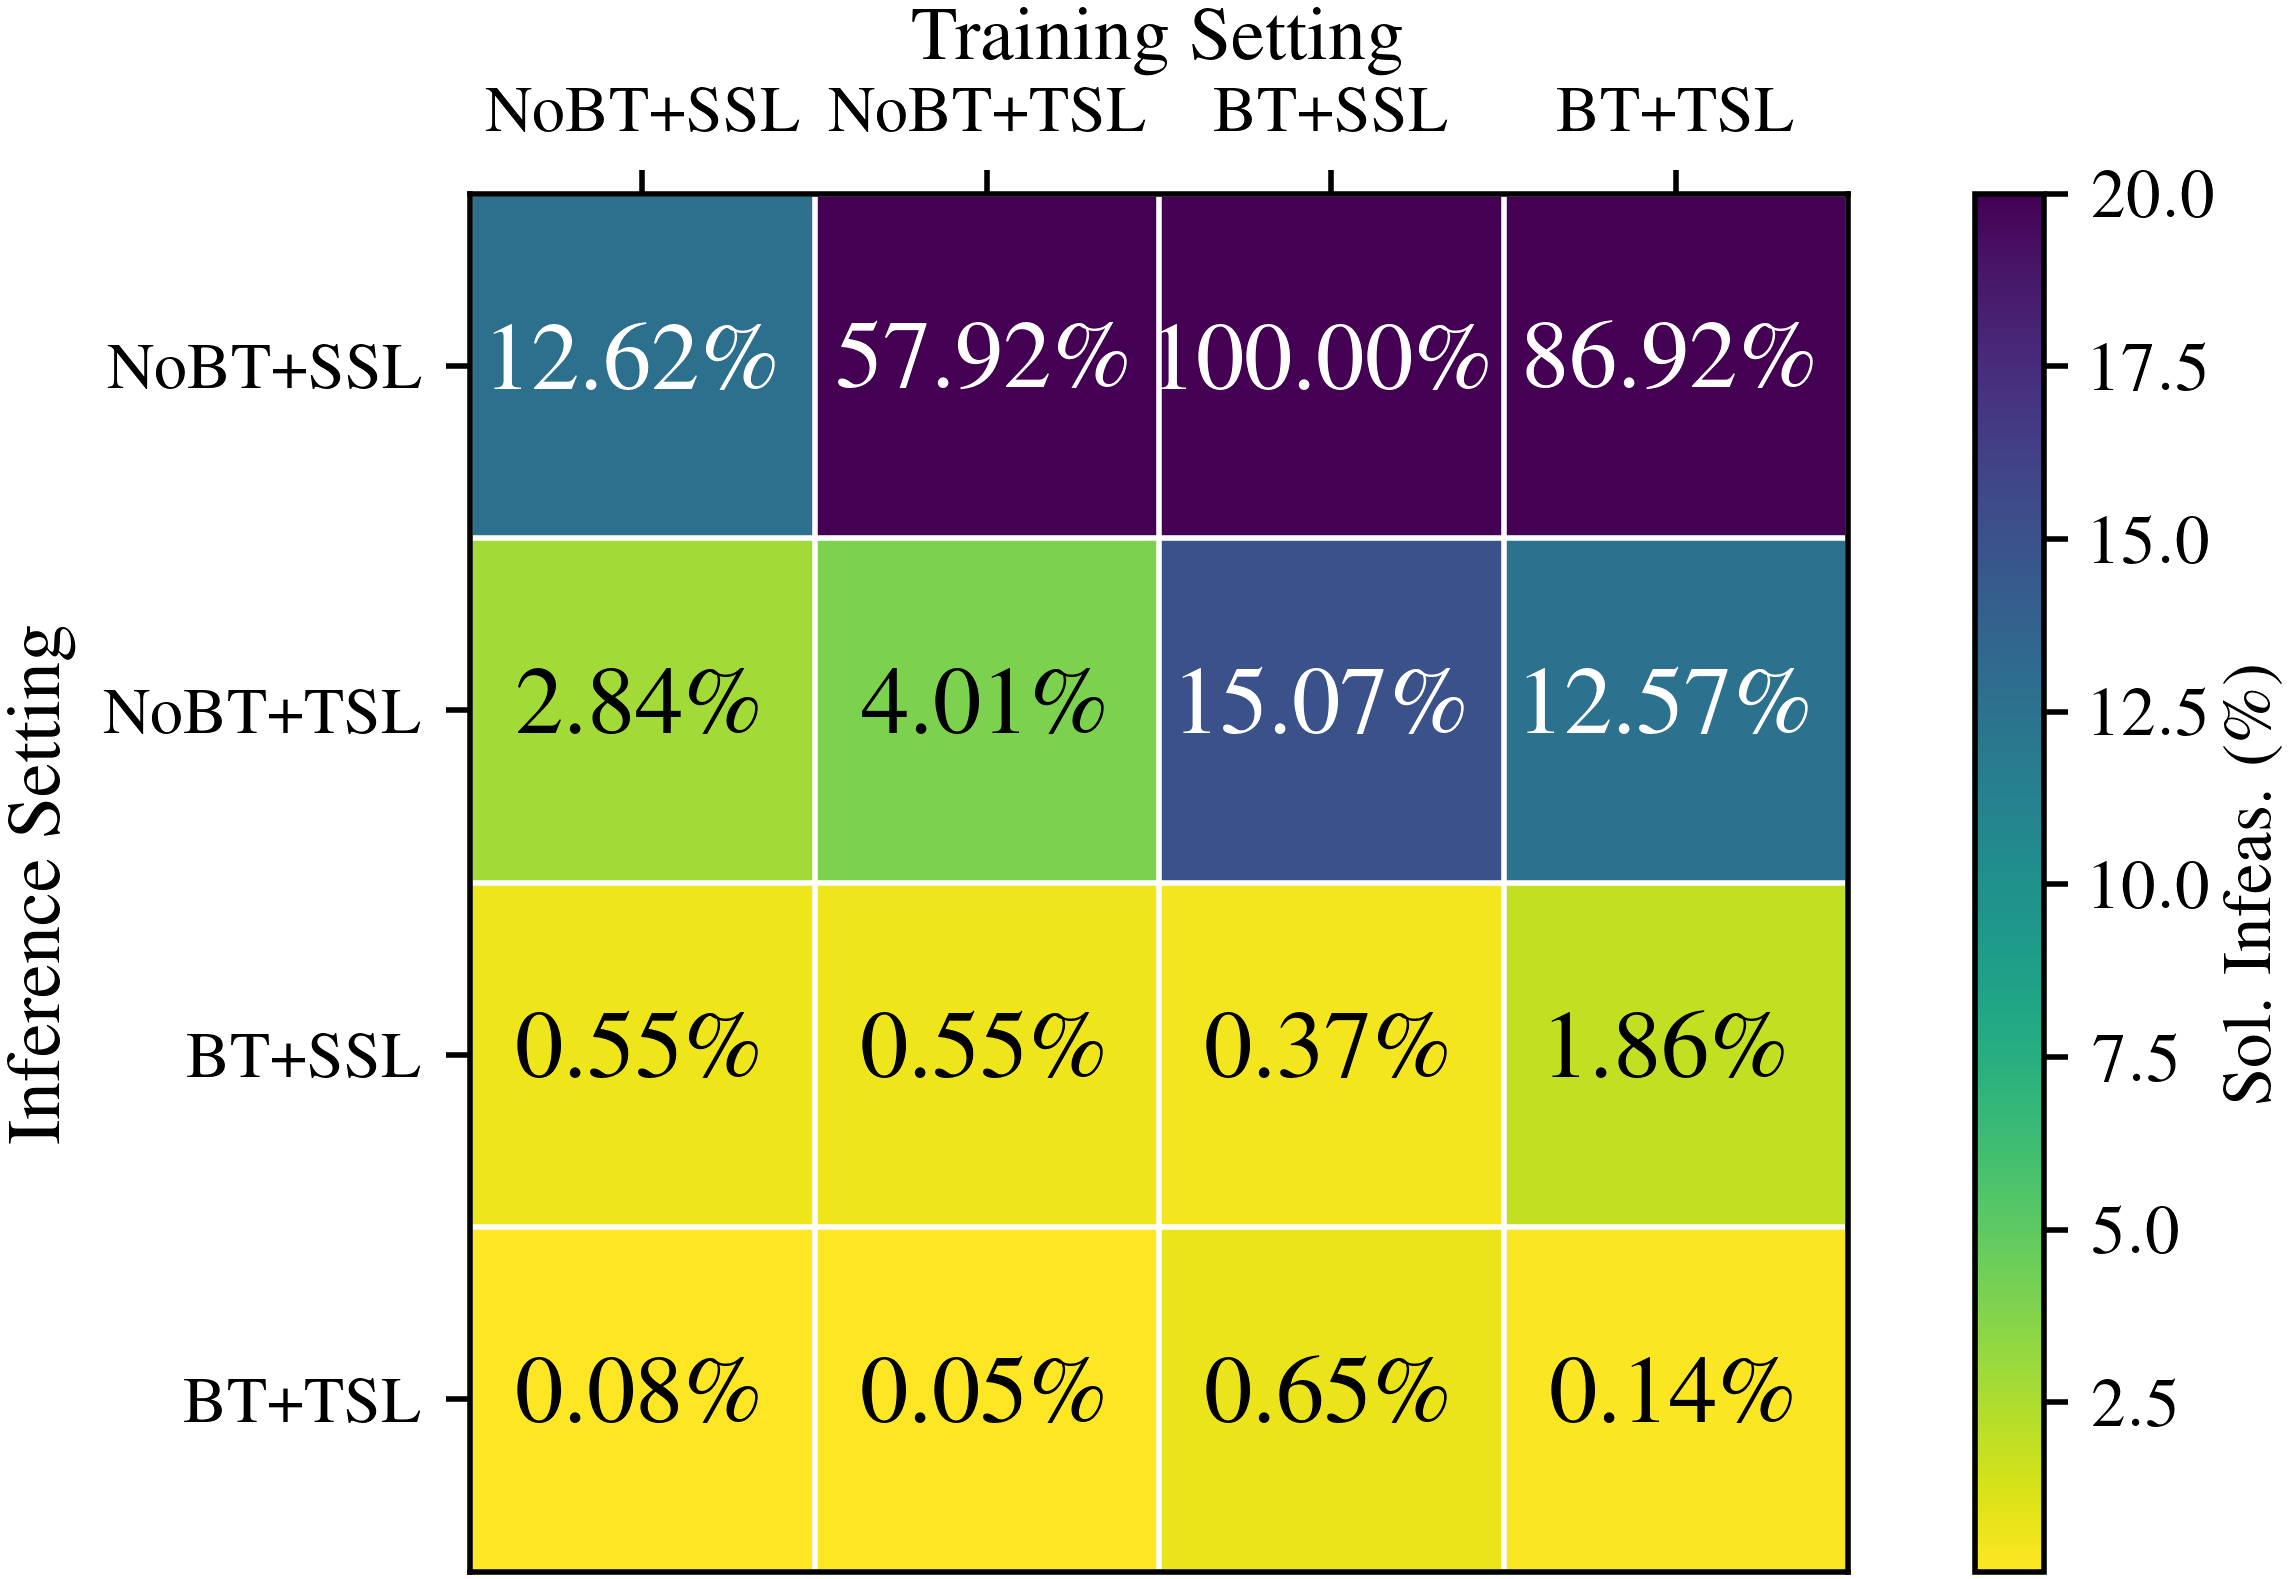 Training Setting
NoBT+SSL NoBT+TSL BT+SSL BT+TSL
NoBT+SSL 12.62% 57.92% 100.00% 86.92%
NoBT+TSL 2.84% 4.01% 15.07% 12.57%
BT+SSL 0.55% 0.55% 0.37% 1.86%
BT+TSL 0.08% 0.05% 0.65% 0.14%
Inference Setting
20.0
17.5
15.0
12.5
10.0
7.5
5.0
2.5
Sol. Infeas. (%)